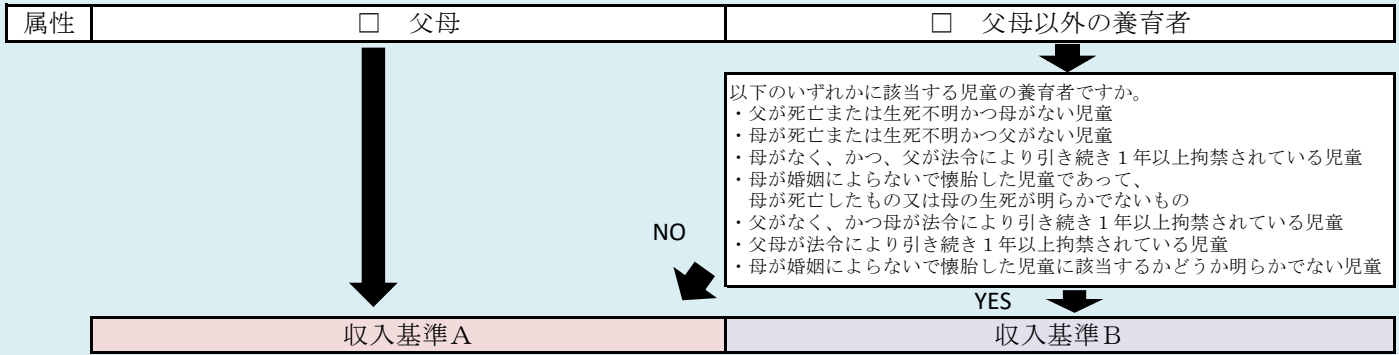 属性 □ 父母 □ 父母以外の養育者
以下のいずれかに該当する児童の養育者ですか。
・父が死亡または生死不明かつ母がない児童
・母が死亡または生死不明かつ父がない児童
・母がなく、かつ、父が法令により引き続き１年以上拘禁されている児童
・母が婚姻によらないで懐胎した児童であって、
母が死亡したもの又は母の生死が明らかでないもの
・父がなく、かつ母が法令により引き続き１年以上拘禁されている児童
・父母が法令により引き続き１年以上拘禁されている児童
・母が婚姻によらないで懐胎した児童に該当するかどうか明らかでない児童
NO
YES
収入基準Ａ 収入基準Ｂ